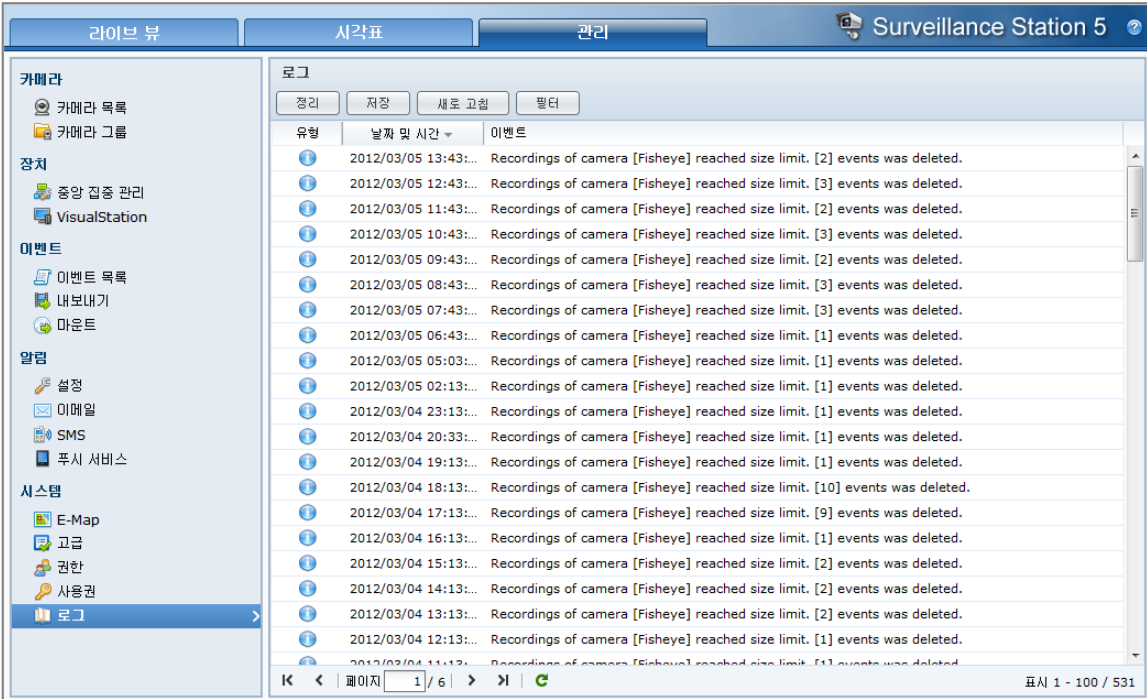 라이브 뷰
시각표
관리
Surveillance Station 5
카메라
카메라 목록
카메라 그룹
장치
중앙 집중 관리
VisualStation
이벤트
이벤트 목록
내보내기
마운트
알림
설정
이메일
SMS
푸시 서비스
시스템
E-Map
고급
권한
사용권
로그
로그
정리 저장 새로 고침 필터
유형 날짜 및 시간 이벤트
2012/03/05 13:43:... Recordings of camera [Fisheye] reached size limit. [2] events was deleted.
2012/03/05 12:43:... Recordings of camera [Fisheye] reached size limit. [3] events was deleted.
2012/03/05 11:43:... Recordings of camera [Fisheye] reached size limit. [2] events was deleted.
2012/03/05 10:43:... Recordings of camera [Fisheye] reached size limit. [3] events was deleted.
2012/03/05 09:43:... Recordings of camera [Fisheye] reached size limit. [2] events was deleted.
2012/03/05 08:43:... Recordings of camera [Fisheye] reached size limit. [3] events was deleted.
2012/03/05 07:43:... Recordings of camera [Fisheye] reached size limit. [3] events was deleted.
2012/03/05 06:43:... Recordings of camera [Fisheye] reached size limit. [1] events was deleted.
2012/03/05 05:03:... Recordings of camera [Fisheye] reached size limit. [1] events was deleted.
2012/03/05 02:13:... Recordings of camera [Fisheye] reached size limit. [1] events was deleted.
2012/03/04 23:13:... Recordings of camera [Fisheye] reached size limit. [1] events was deleted.
2012/03/04 20:33:... Recordings of camera [Fisheye] reached size limit. [1] events was deleted.
2012/03/04 19:13:... Recordings of camera [Fisheye] reached size limit. [1] events was deleted.
2012/03/04 18:13:... Recordings of camera [Fisheye] reached size limit. [10] events was deleted.
2012/03/04 17:13:... Recordings of camera [Fisheye] reached size limit. [9] events was deleted.
2012/03/04 16:13:... Recordings of camera [Fisheye] reached size limit. [1] events was deleted.
2012/03/04 15:13:... Recordings of camera [Fisheye] reached size limit. [2] events was deleted.
2012/03/04 14:13:... Recordings of camera [Fisheye] reached size limit. [2] events was deleted.
2012/03/04 13:13:... Recordings of camera [Fisheye] reached size limit. [2] events was deleted.
2012/03/04 12:13:... Recordings of camera [Fisheye] reached size limit. [1] events was deleted.
2012/03/04 11:13:... Recordings of camera [Fisheye] reached size limit. [1] events was deleted.
페이지 1 / 6 표시 1 - 100 / 531